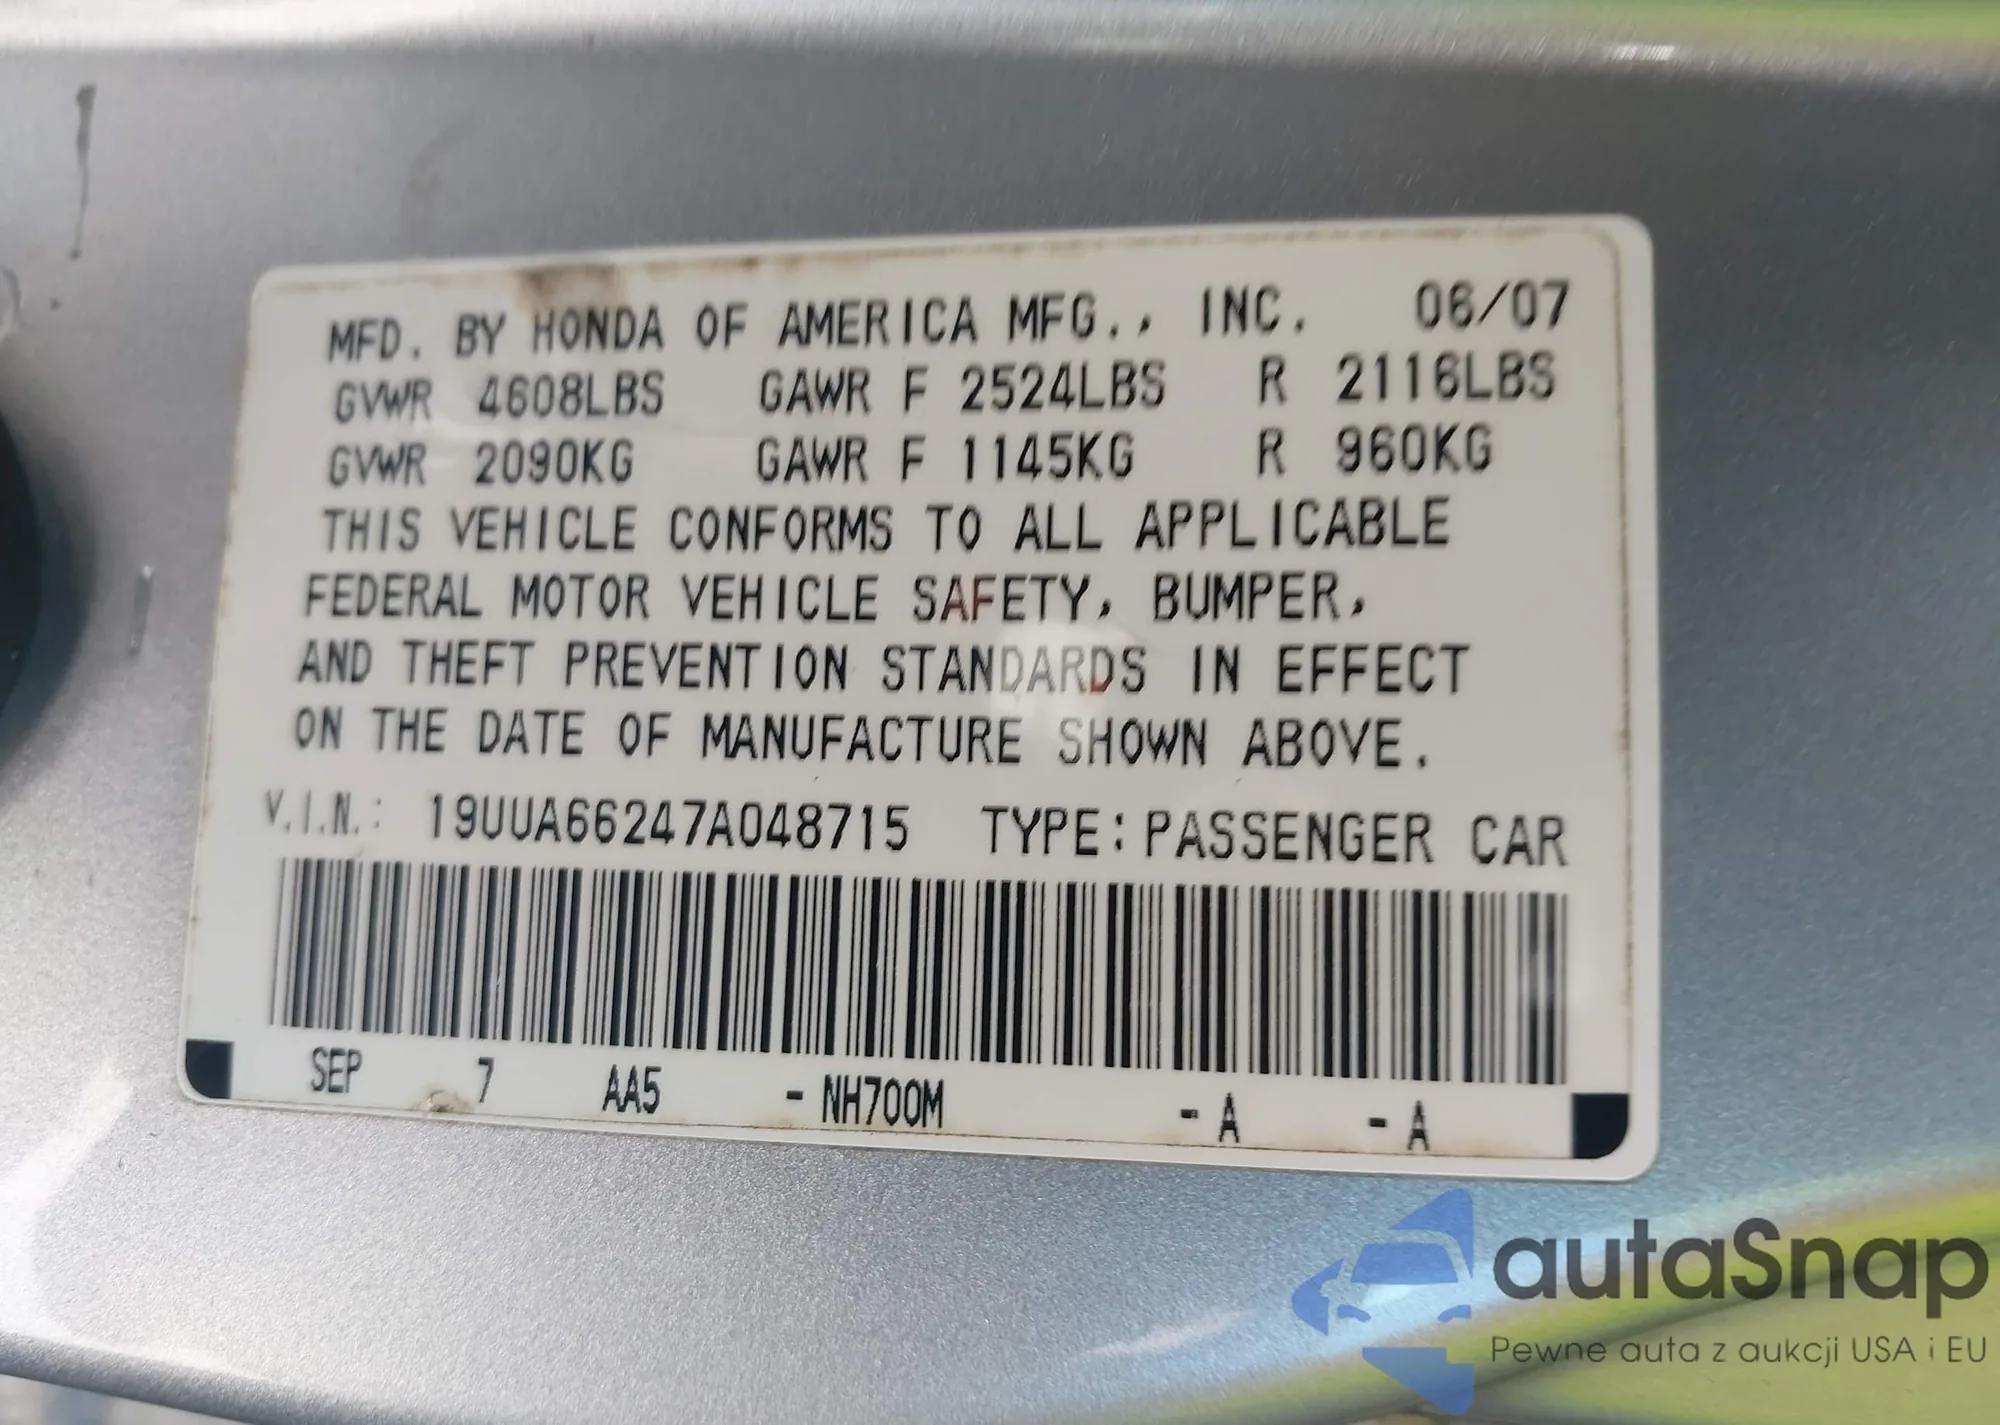 MFD. BY HONDA OF AMERICA MFG., INC. 06/07
GVWR 4608LBS GAWR F 2524LBS R 2116LBS
GVWR 2090KG GAWR F 1145KG R 960KG
THIS VEHICLE CONFORMS TO ALL APPLICABLE
FEDERAL MOTOR VEHICLE SAFETY, BUMPER,
AND THEFT PREVENTION STANDARDS IN EFFECT
ON THE DATE OF MANUFACTURE SHOWN ABOVE.
V.I.N.: 19UUA66247A048715 TYPE: PASSENGER CAR
SEP 7 AA5 - NH700M - A - A
autaSnap
Pewne auta z aukcji USA i EU